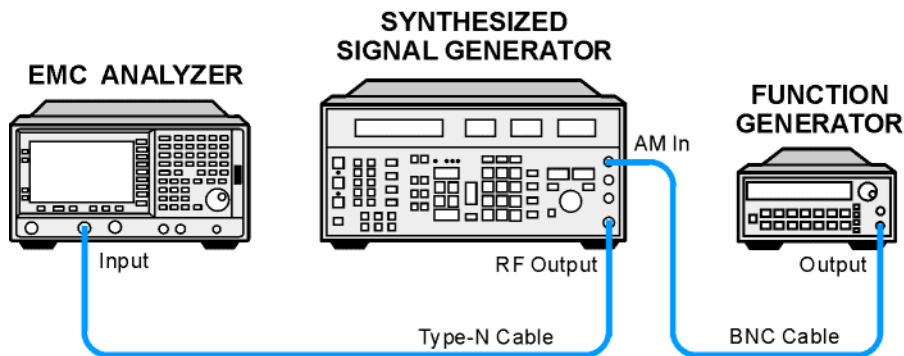 SYNTHESIZED
SIGNAL GENERATOR
EMC ANALYZER
FUNCTION
GENERATOR
AM In
Input
RF Output
Output
Type-N Cable
BNC Cable